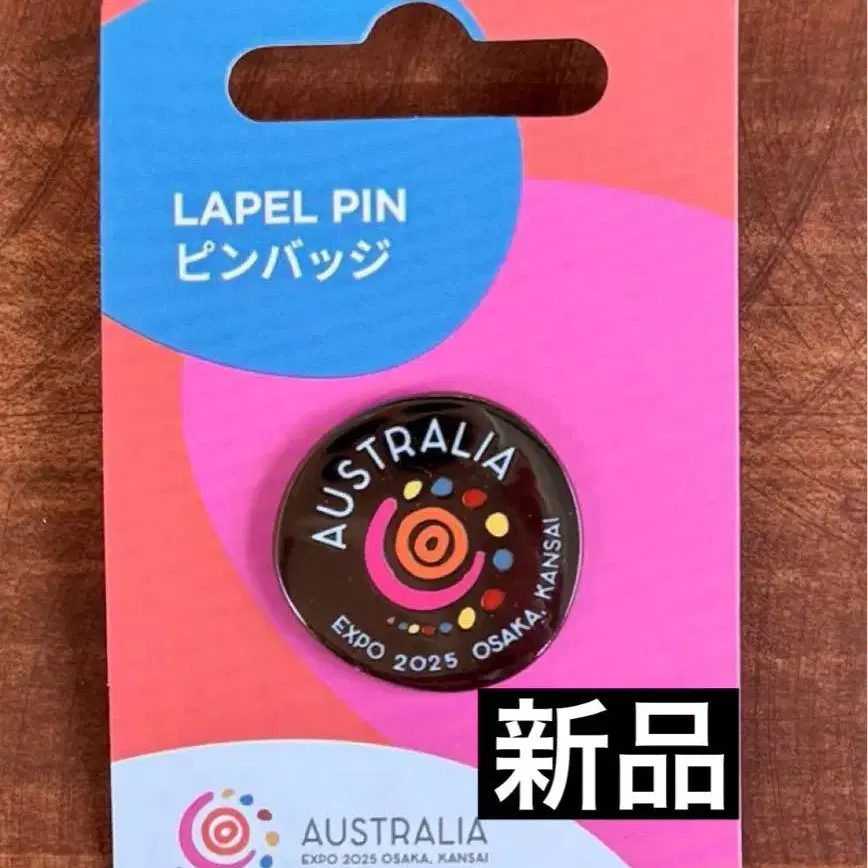 LAPEL PIN
ピンバッジ
AUSTRALIA
EXPO 2025 OSAKA, KANSAI
新品
AUSTRALIA
EXPO 2025 OSAKA, KANSAI